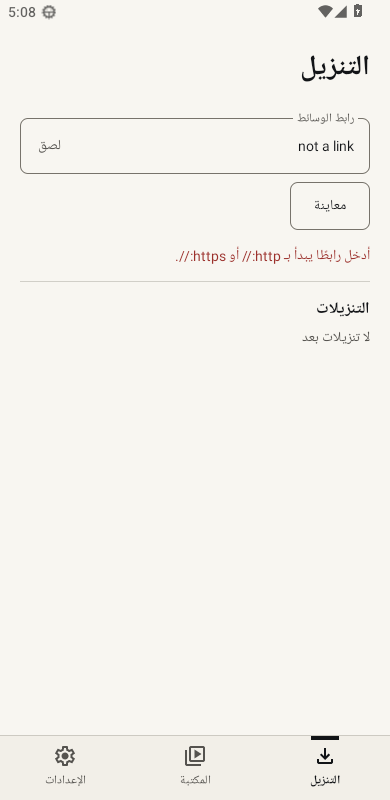 5:08
التنزيل
رابط الوسائط
not a link
لصق
معاينة
أدخل رابطًا يبدأ بـ http:// أو https://.
التنزيلات
لا تنزيلات بعد
التنزيل
المكتبة
الإعدادات